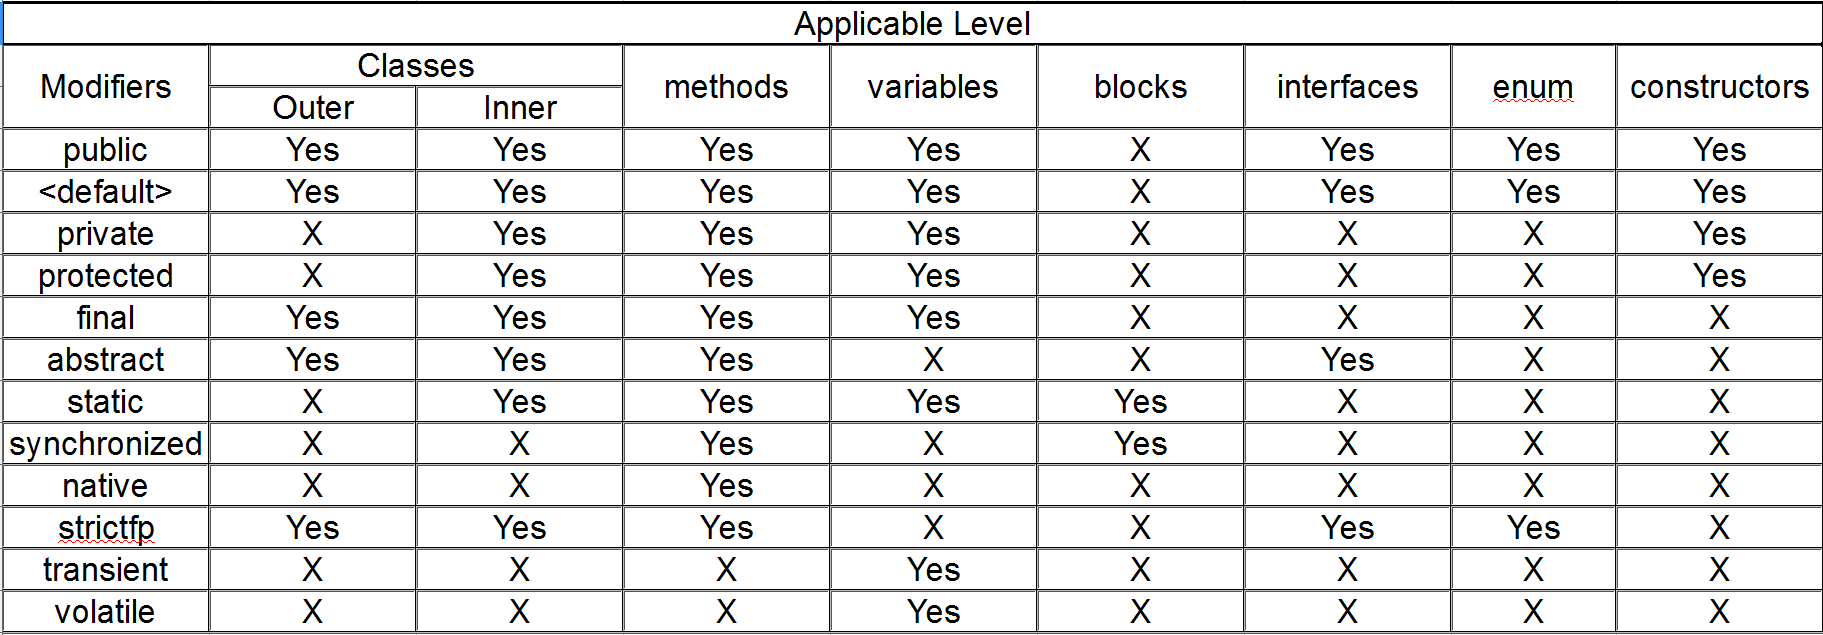 Applicable Level
Modifiers Classes methods variables blocks interfaces enum constructors
Outer Inner
public Yes Yes Yes Yes X Yes Yes Yes
<default> Yes Yes Yes Yes X Yes Yes Yes
private X Yes Yes Yes X X X Yes
protected X Yes Yes Yes X X X Yes
final Yes Yes Yes Yes X X X X
abstract Yes Yes Yes X X Yes X X
static X Yes Yes Yes Yes X X X
synchronized X X Yes X Yes X X X
native X X Yes X X X X X
strictfp Yes Yes Yes X X Yes Yes X
transient X X X Yes X X X X
volatile X X X Yes X X X X